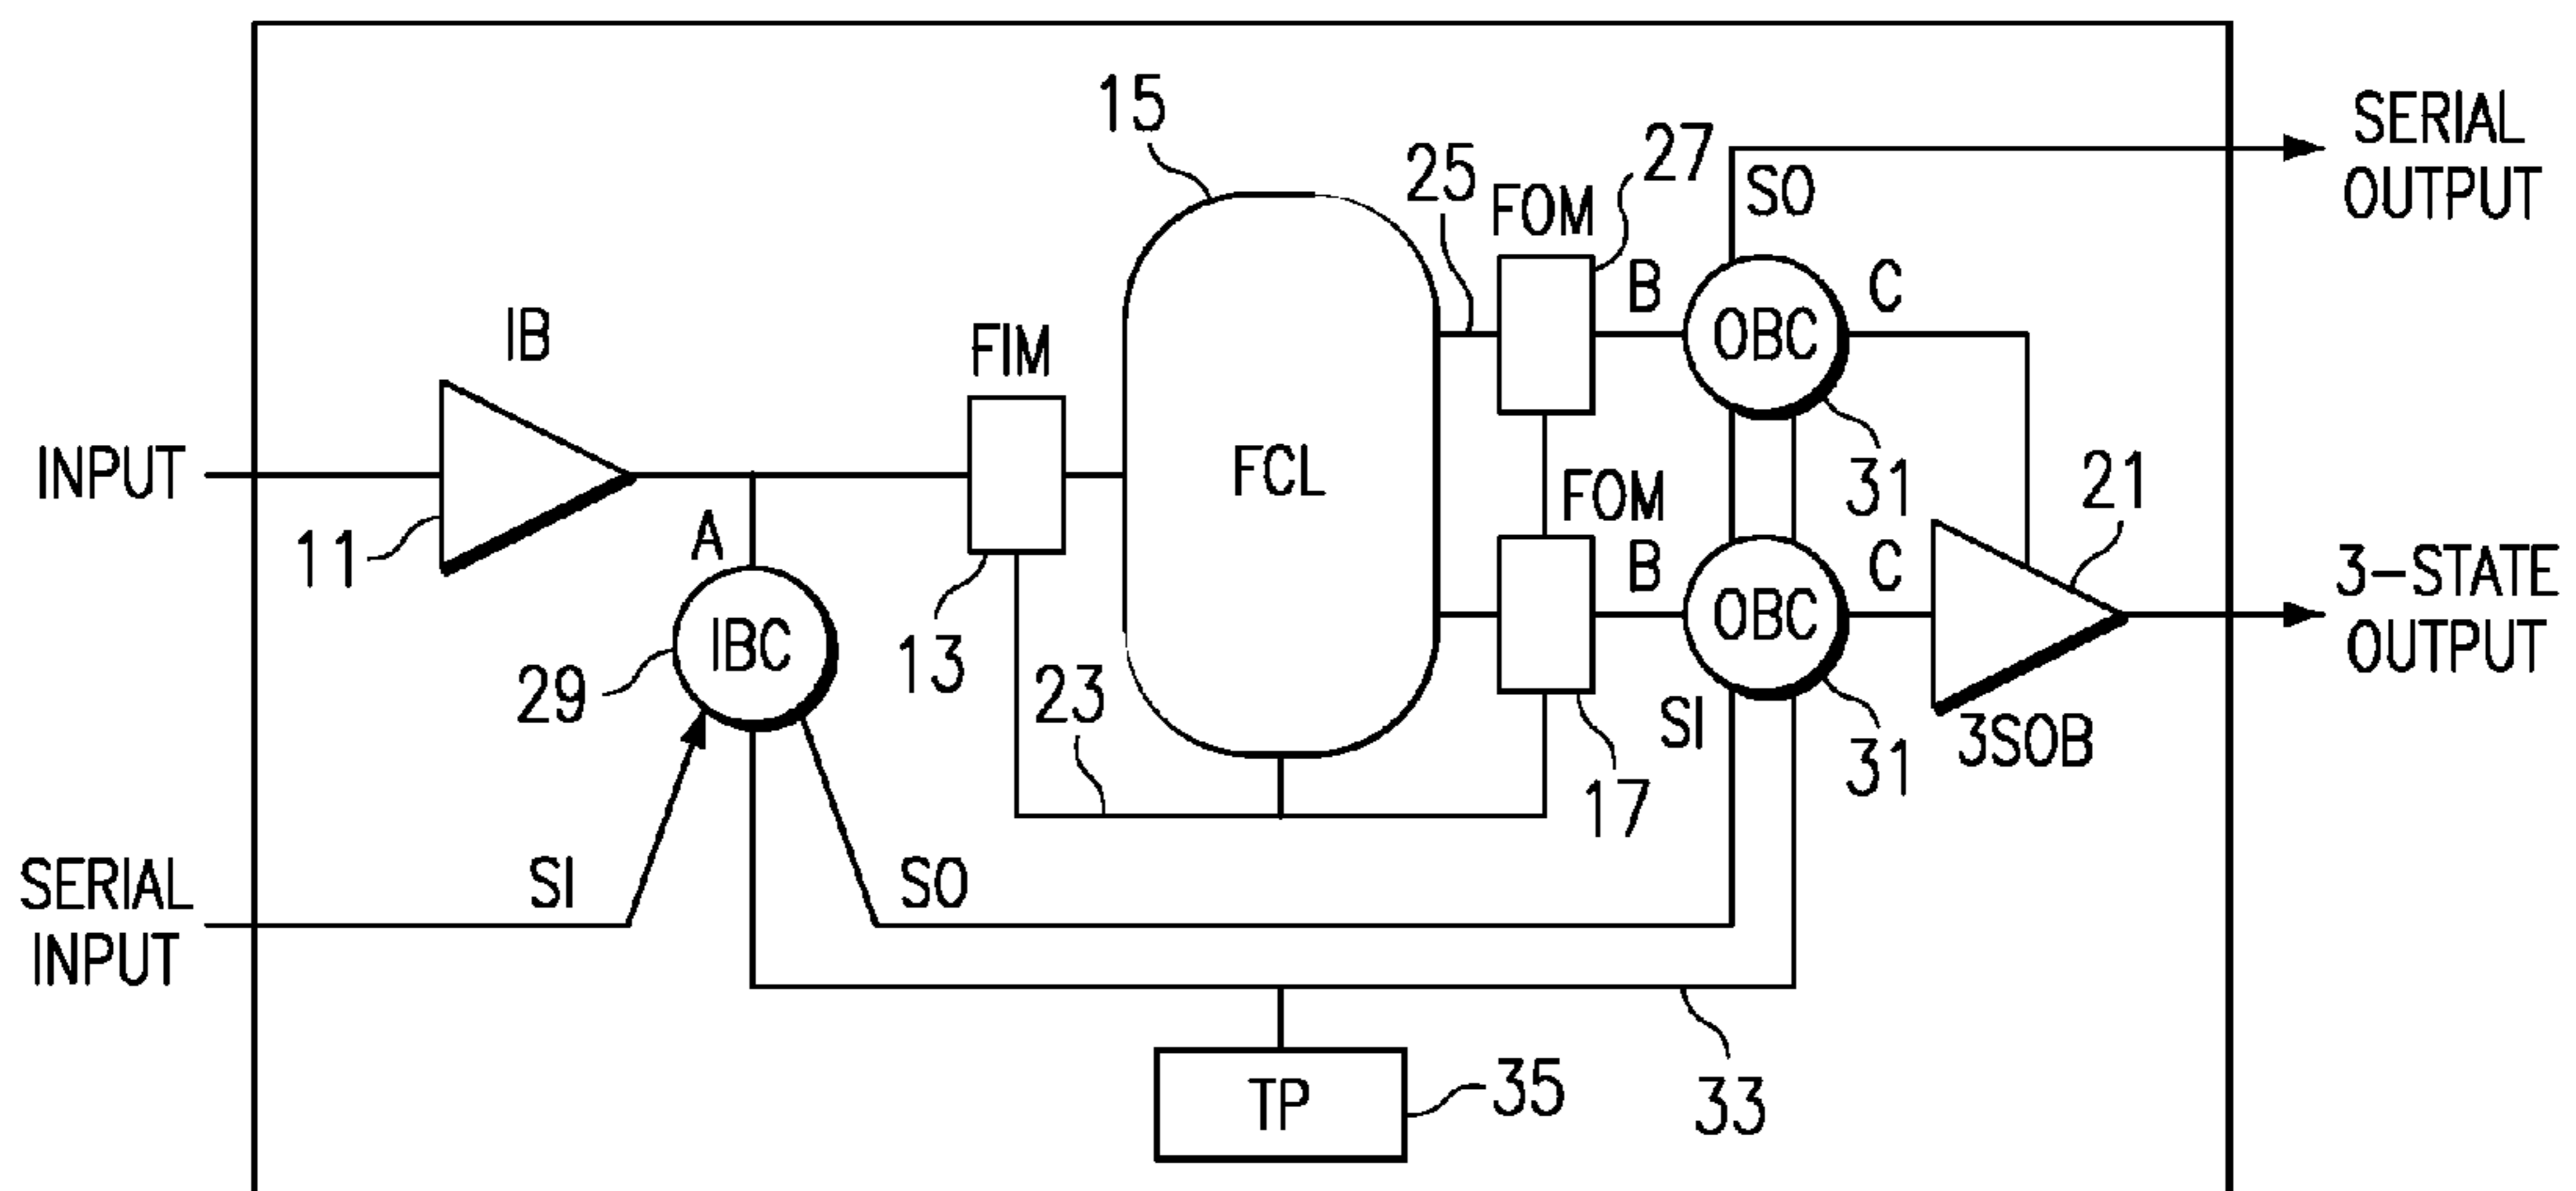 15
25
27
FOM
SO
SERIAL
OUTPUT
IB
FIM
B
OBC
C
INPUT
11
A
FCL
FOM
31
21
IBC
29
13
23
B
OBC
C
3-STATE
OUTPUT
SI
17
31
3SOB
SERIAL
INPUT
SI
SO
TP
35
33